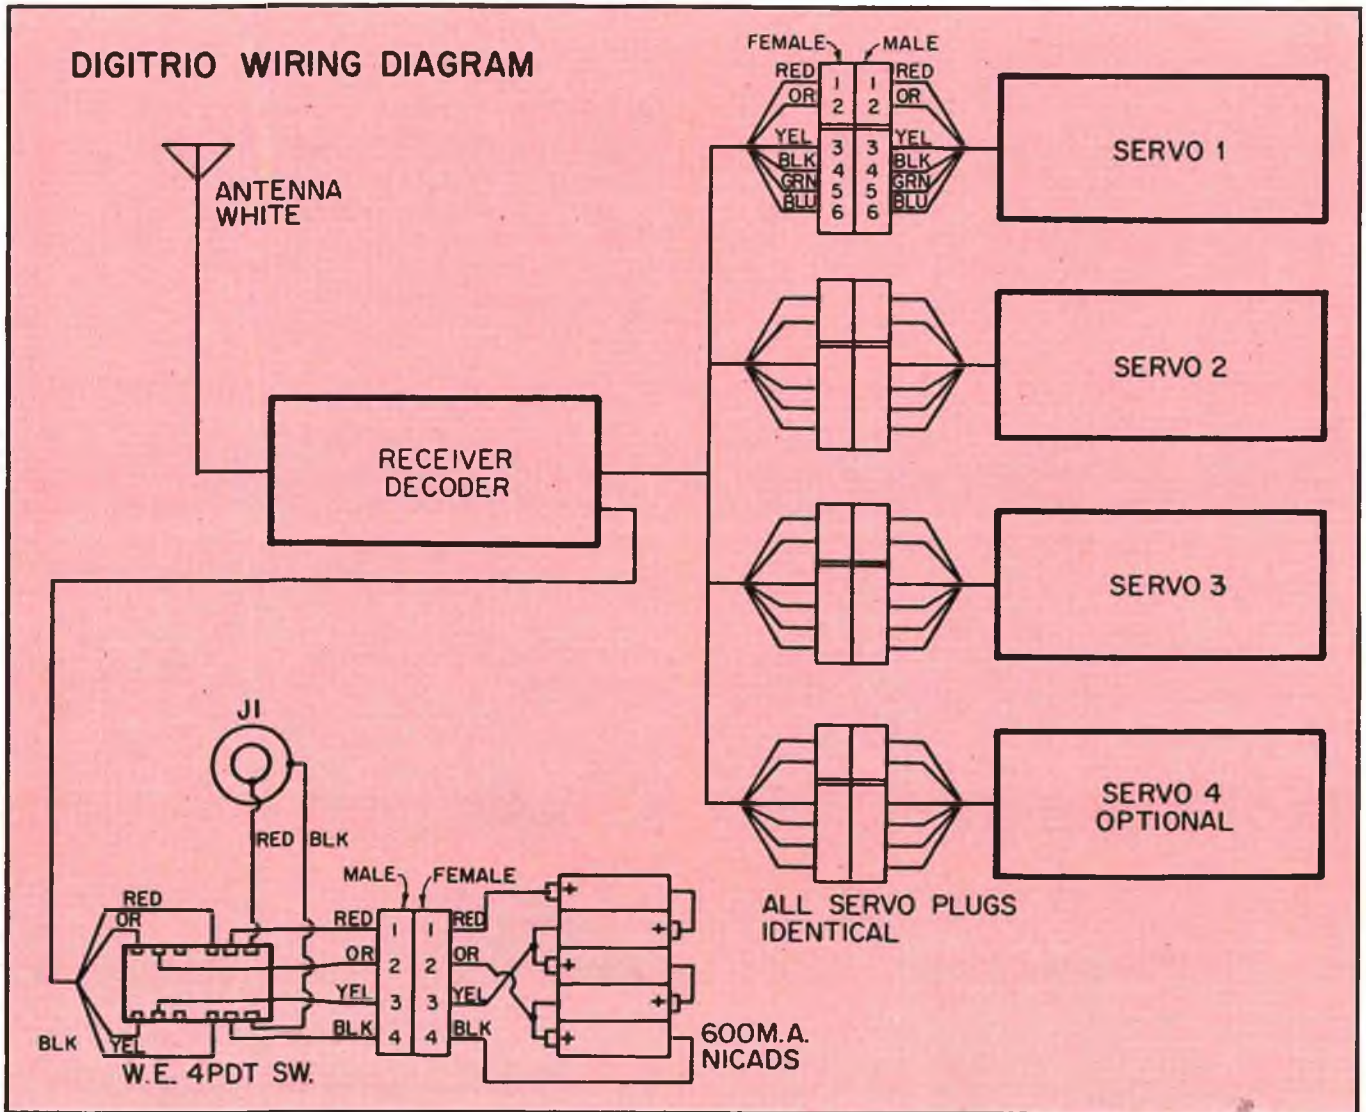 DIGITRIO WIRING DIAGRAM
FEMALE MALE
RED 1 1 RED
OR 2 2 OR
YEL 3 3 YEL
BLK 4 4 BLK
GRN 5 5 GRN
BLU 6 6 BLU
SERVO 1
ANTENNA
WHITE
SERVO 2
RECEIVER
DECODER
SERVO 3
SERVO 4
OPTIONAL
ALL SERVO PLUGS
IDENTICAL
J1
RED BLK
MALE FEMALE
RED
OR
RED 1 1 RED
OR 2 2 OR
YEL 3 3 YEL
BLK 4 4 BLK
+
+
+
+
+
BLK YEL
W.E. 4PDT SW.
600M.A.
NICADS